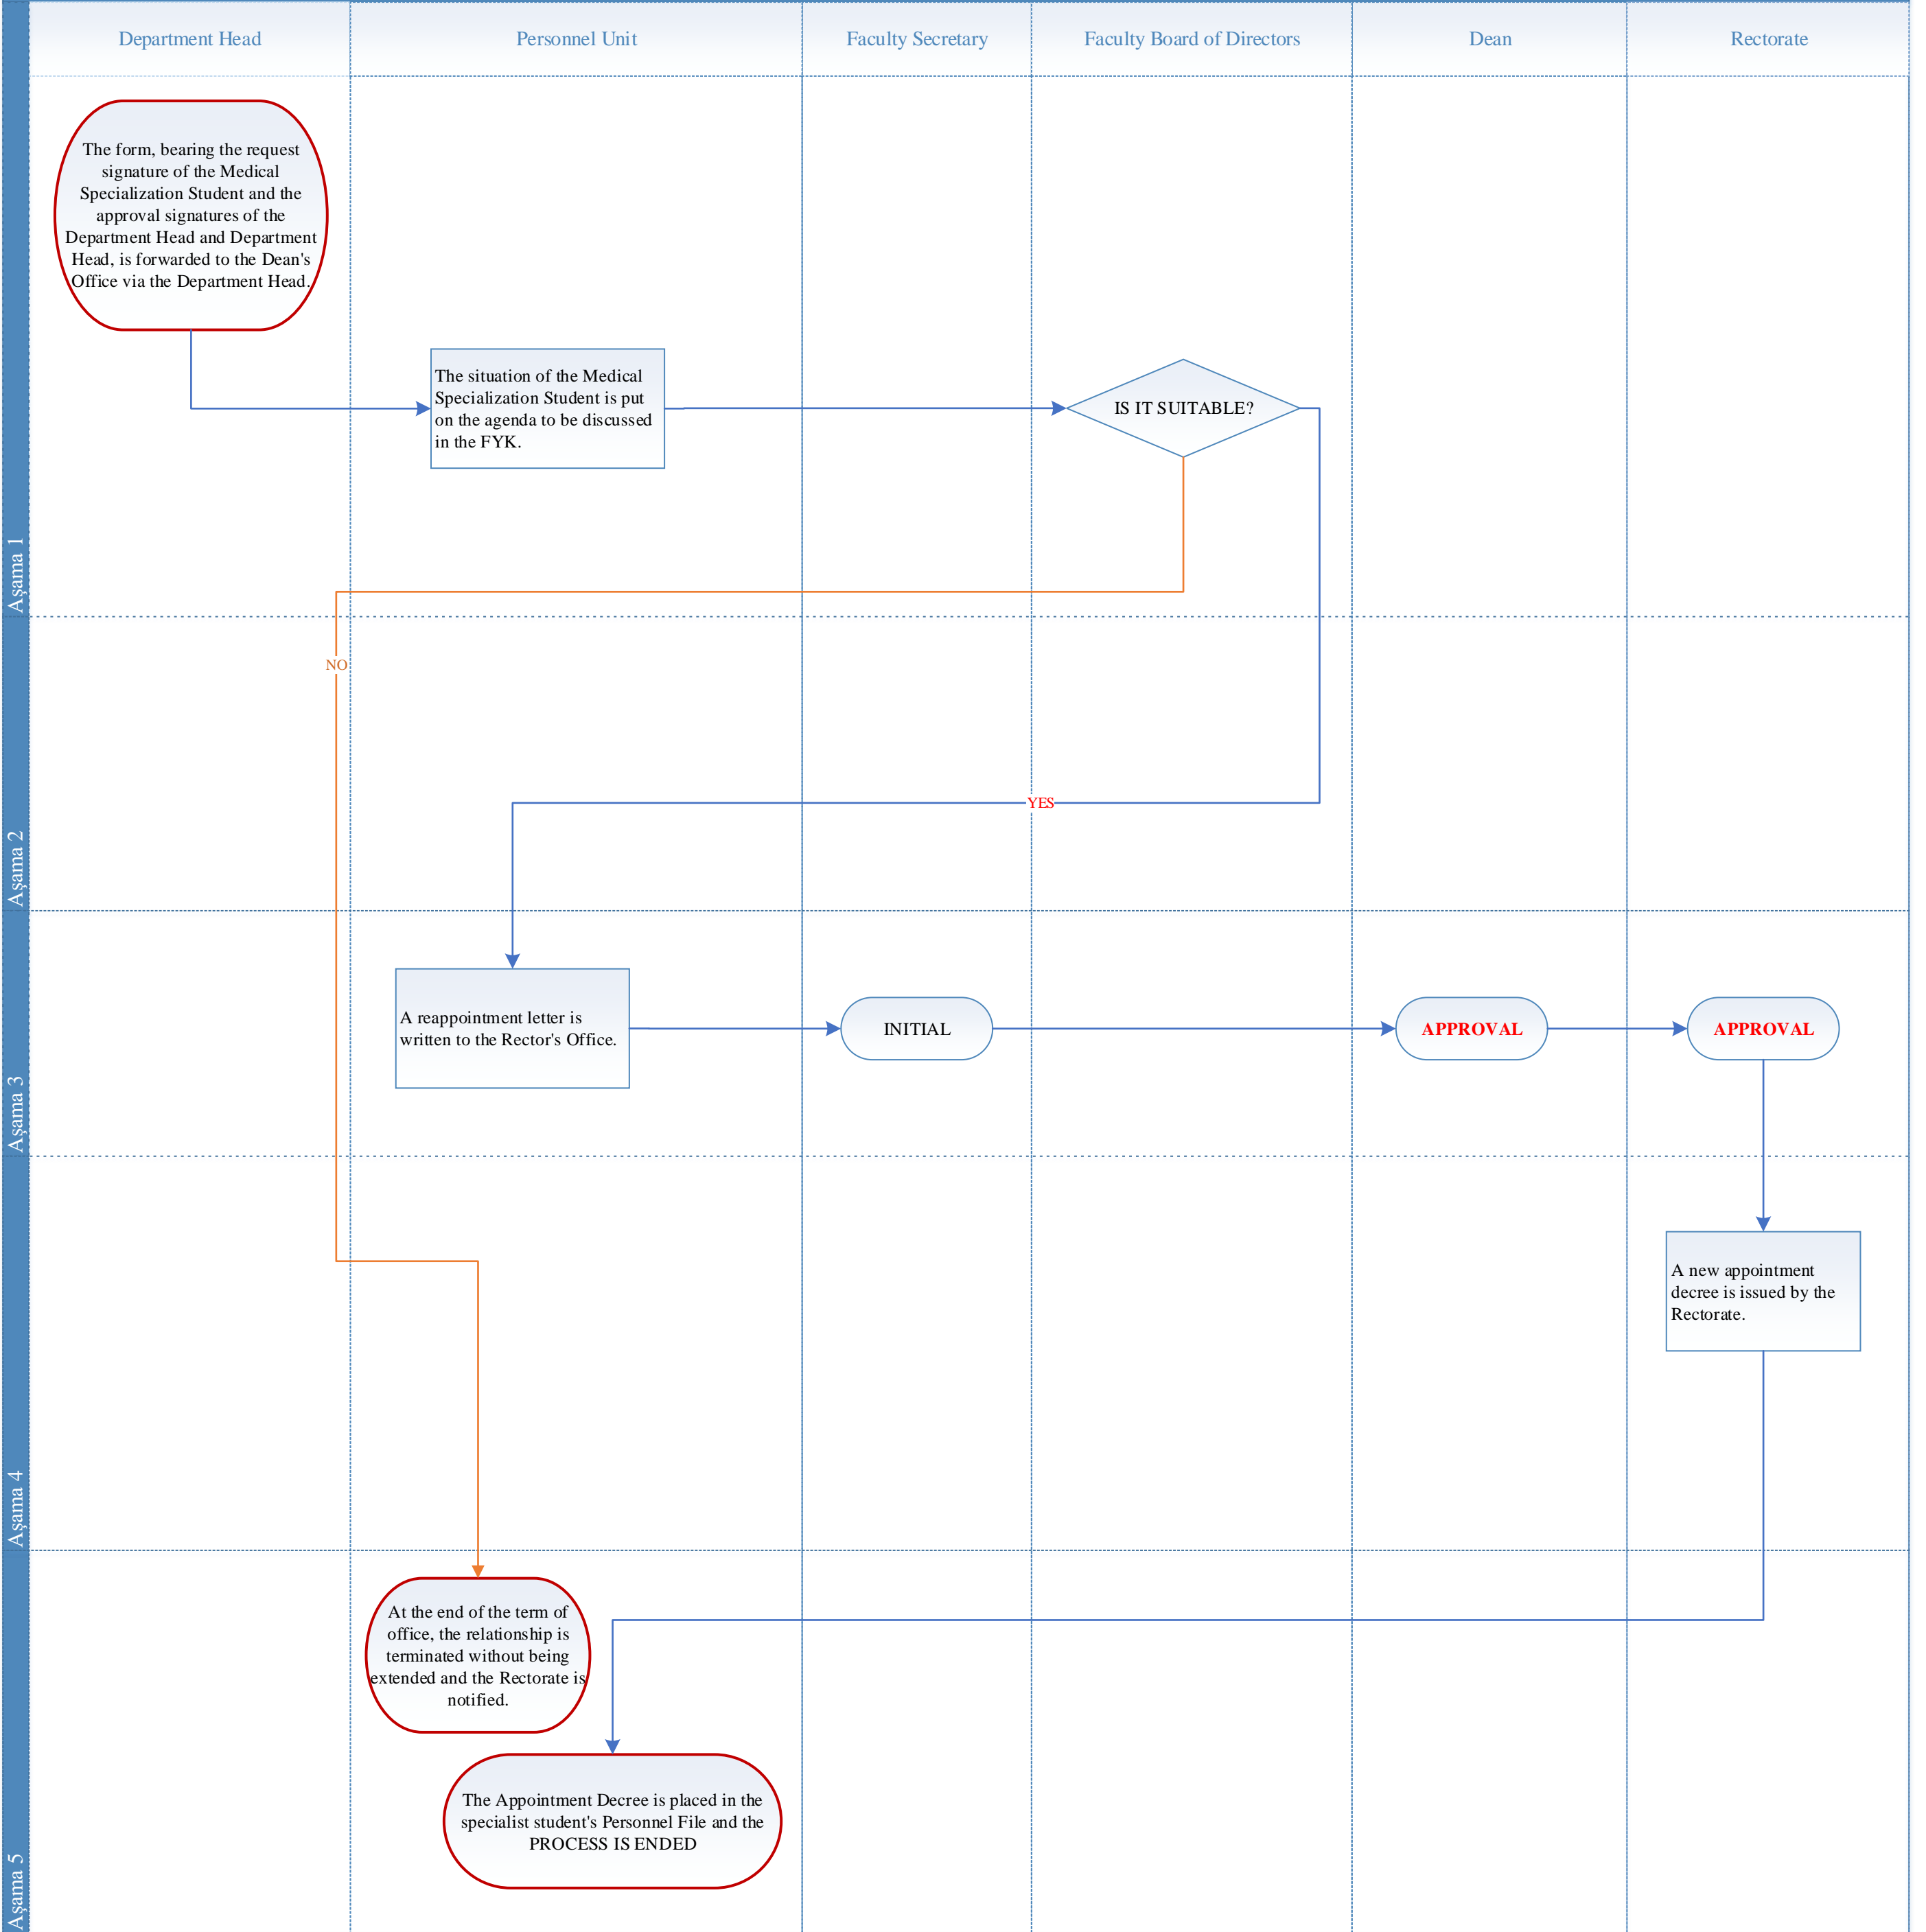 Department Head
Personnel Unit
Faculty Secretary
Faculty Board of Directors
Dean
Rectorate
The form, bearing the request
signature of the Medical
Specialization Student and the
approval signatures of the
Department Head and Department
Head, is forwarded to the Dean's
Office via the Department Head.
The situation of the Medical
Specialization Student is put
on the agenda to be discussed
in the FYK.
IS IT SUITABLE?
Aşama 1
NO
YES
Aşama 2
A reappointment letter is
written to the Rector's Office.
INITIAL
APPROVAL
APPROVAL
Aşama 3
A new appointment
decree is issued by the
Rectorate.
Aşama 4
At the end of the term of
office, the relationship is
terminated without being
extended and the Rectorate is
notified.
The Appointment Decree is placed in the
specialist student's Personnel File and the
PROCESS IS ENDED
Aşama 5